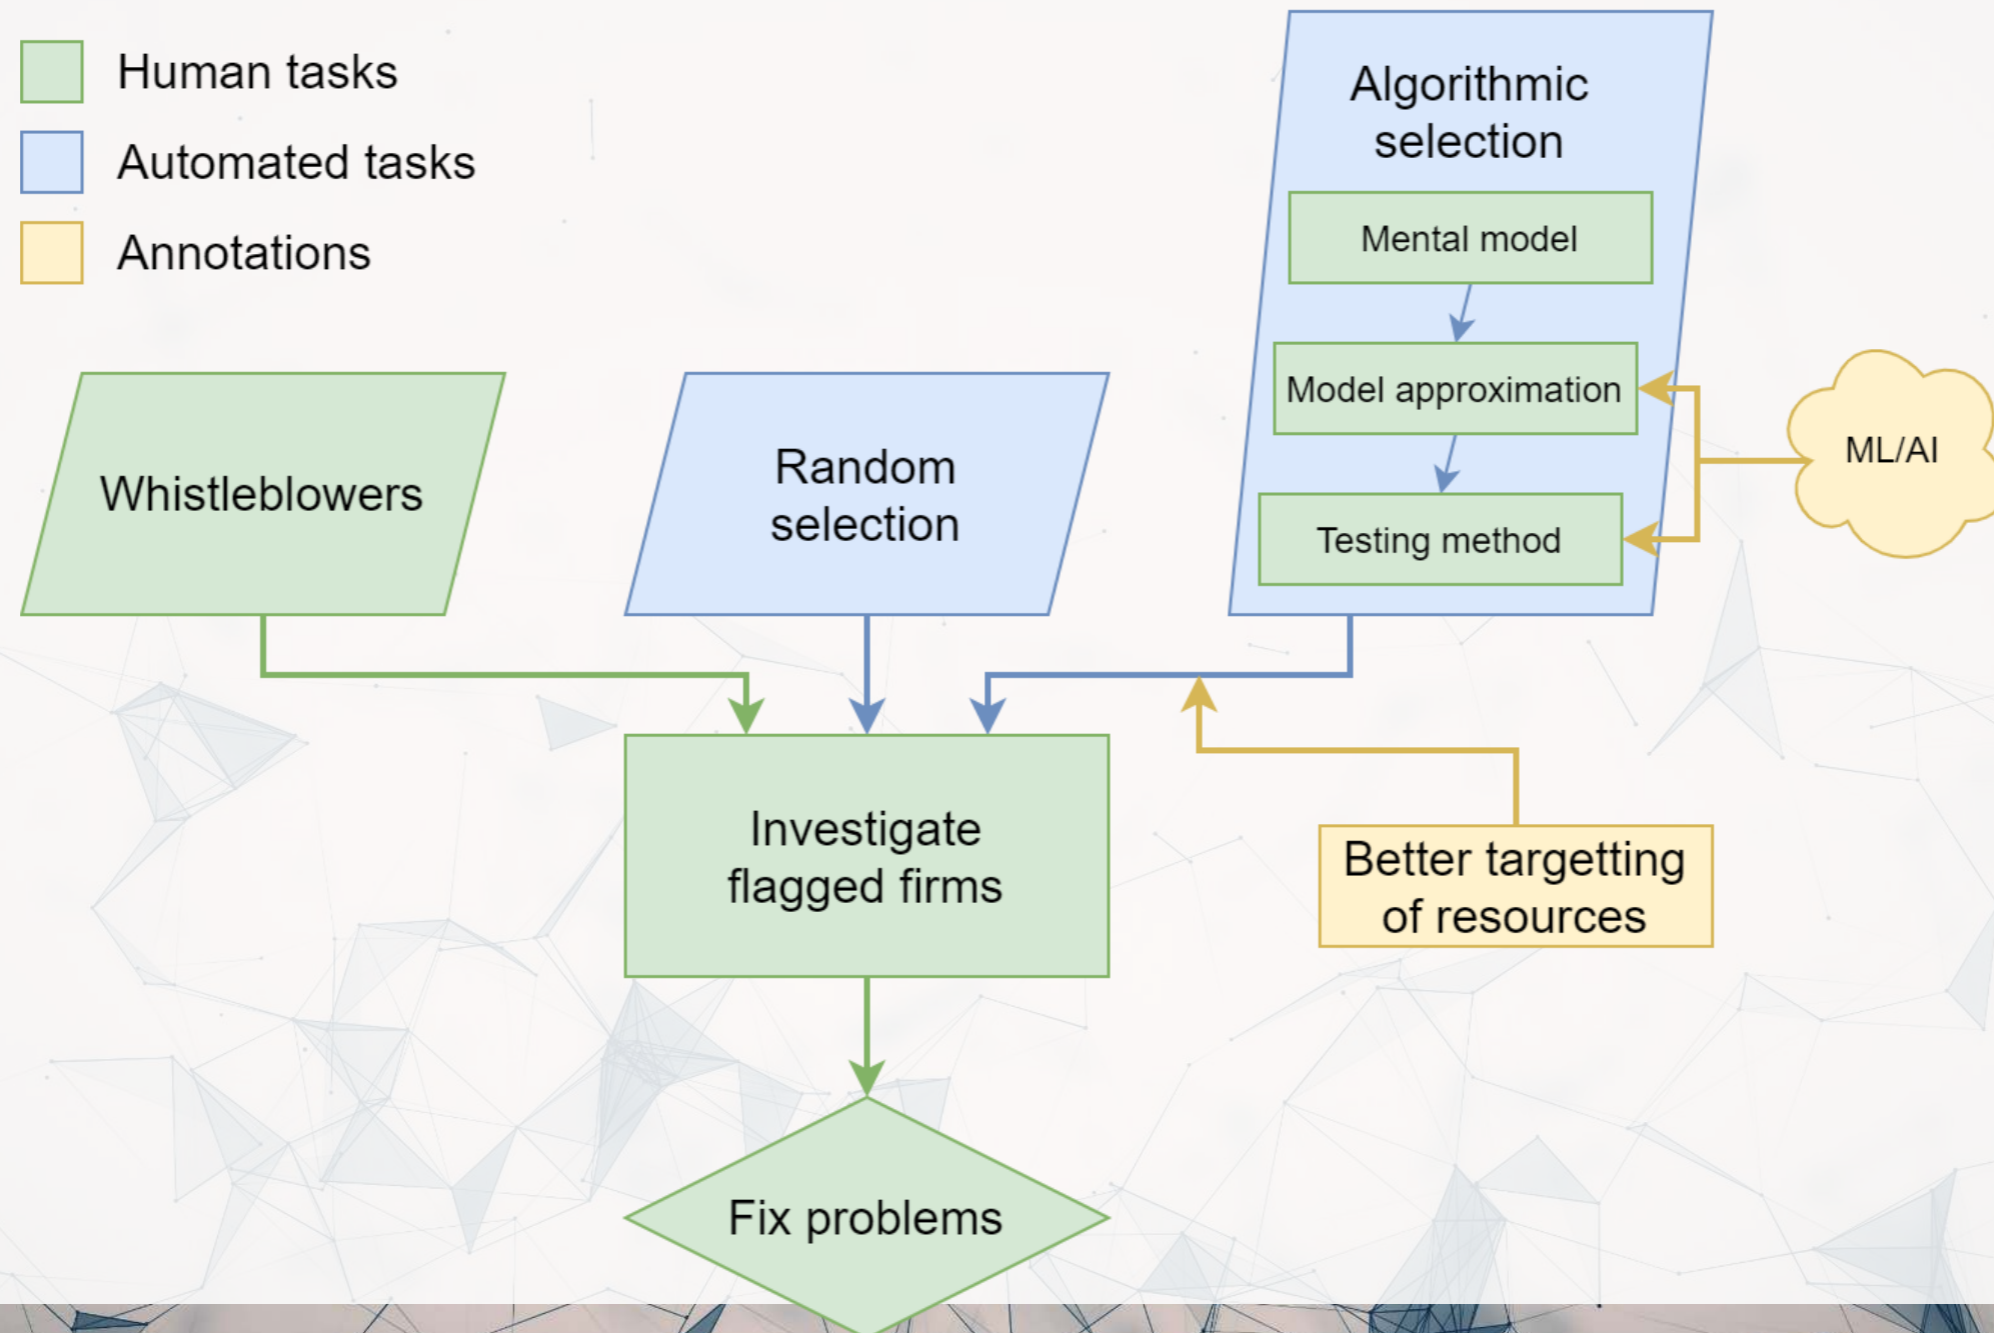 Human tasks
Automated tasks
Annotations
Algorithmic
selection
Mental model
Model approximation
Testing method
ML/AI
Whistleblowers
Random
selection
Investigate
flagged firms
Better targetting
of resources
Fix problems